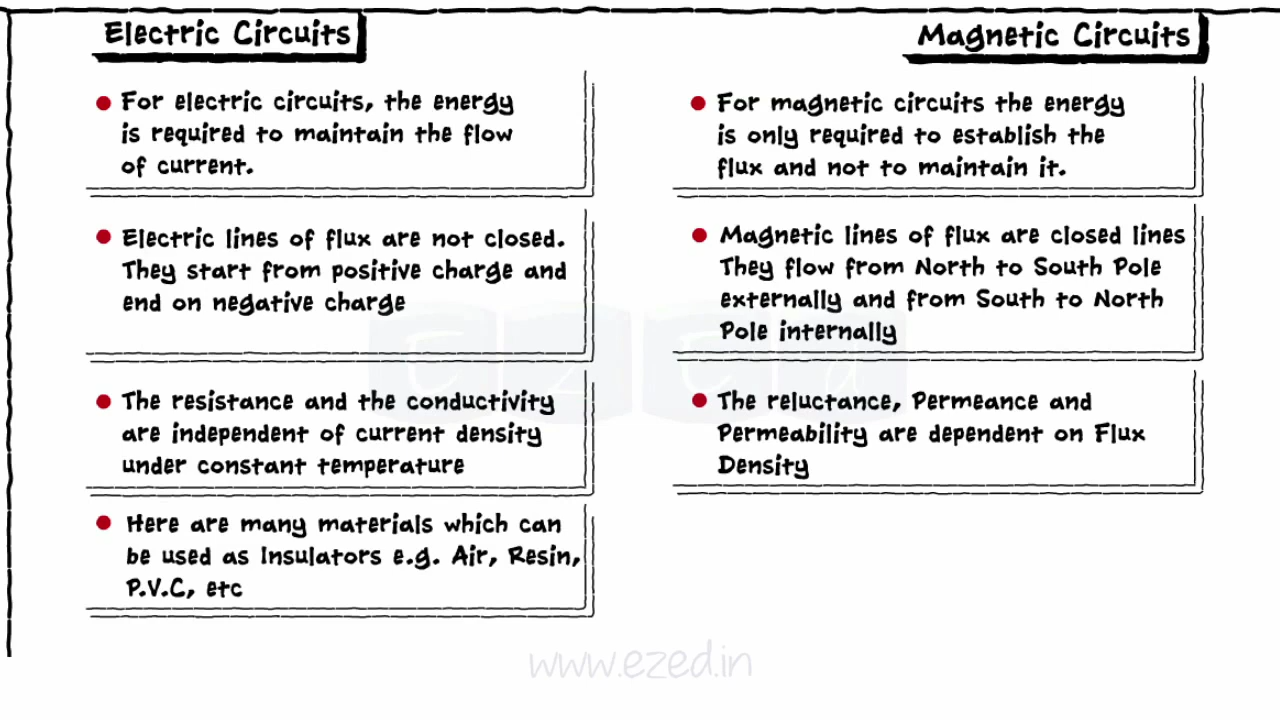 Electric Circuits
Magnetic Circuits
For electric circuits, the energy
is required to maintain the flow
of current.
For magnetic circuits the energy
is only required to establish the
flux and not to maintain it.
Electric lines of flux are not closed.
They start from positive charge and
end on negative charge
Magnetic lines of flux are closed lines
They flow from North to South Pole
externally and from South to North
Pole internally
The resistance and the conductivity
are independent of current density
under constant temperature
The reluctance, Permeance and
Permeability are dependent on Flux
Density
Here are many materials which can
be used as Insulators e.g. Air, Resin,
P.V.C, etc
ezed
www.ezed.in